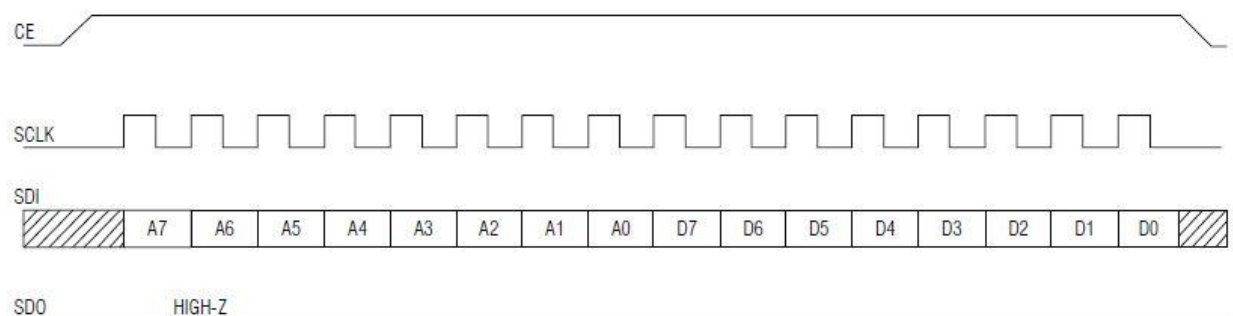 CE
SCLK
SDI
A7 A6 A5 A4 A3 A2 A1 A0 D7 D6 D5 D4 D3 D2 D1 D0
SDO HIGH-Z